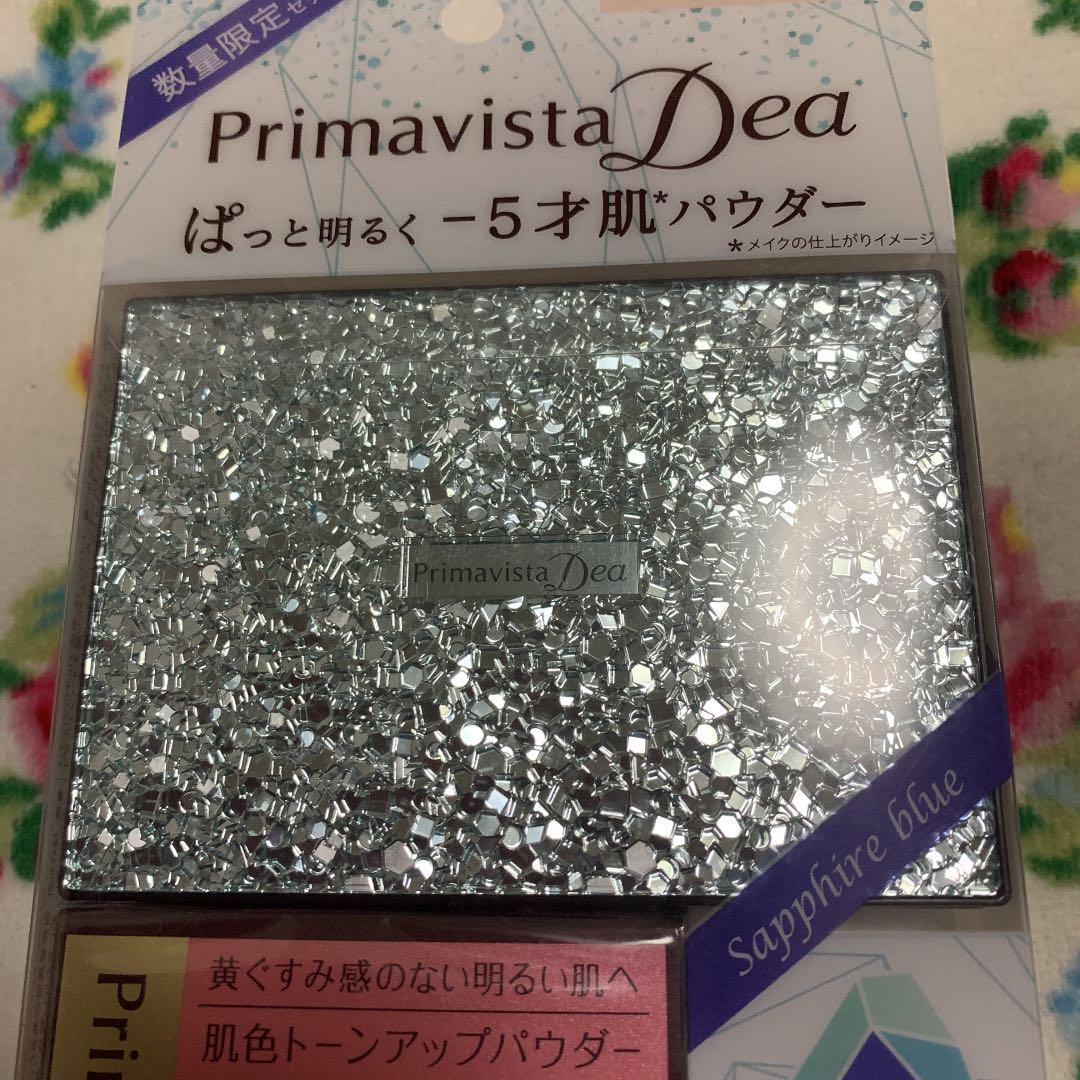 数量限定セ
Primavista Dea
ぱっと明るく −5才肌*パウダー
*メイクの仕上がりイメージ
Primavista Dea
Sapphire blue
黄ぐすみ感のない明るい肌へ
肌色トーンアップパウダー
Pri